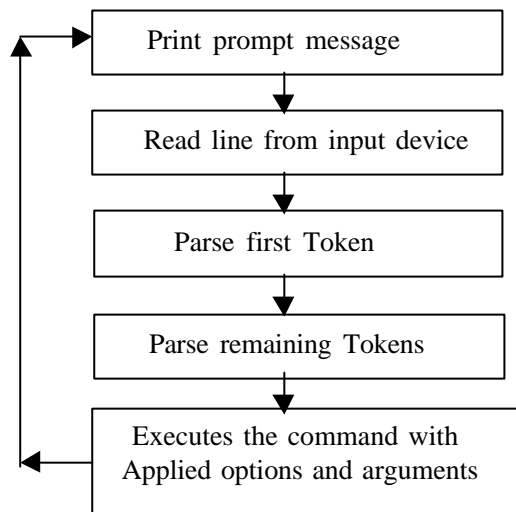 Print prompt message
Read line from input device
Parse first Token
Parse remaining Tokens
Executes the command with
Applied options and arguments